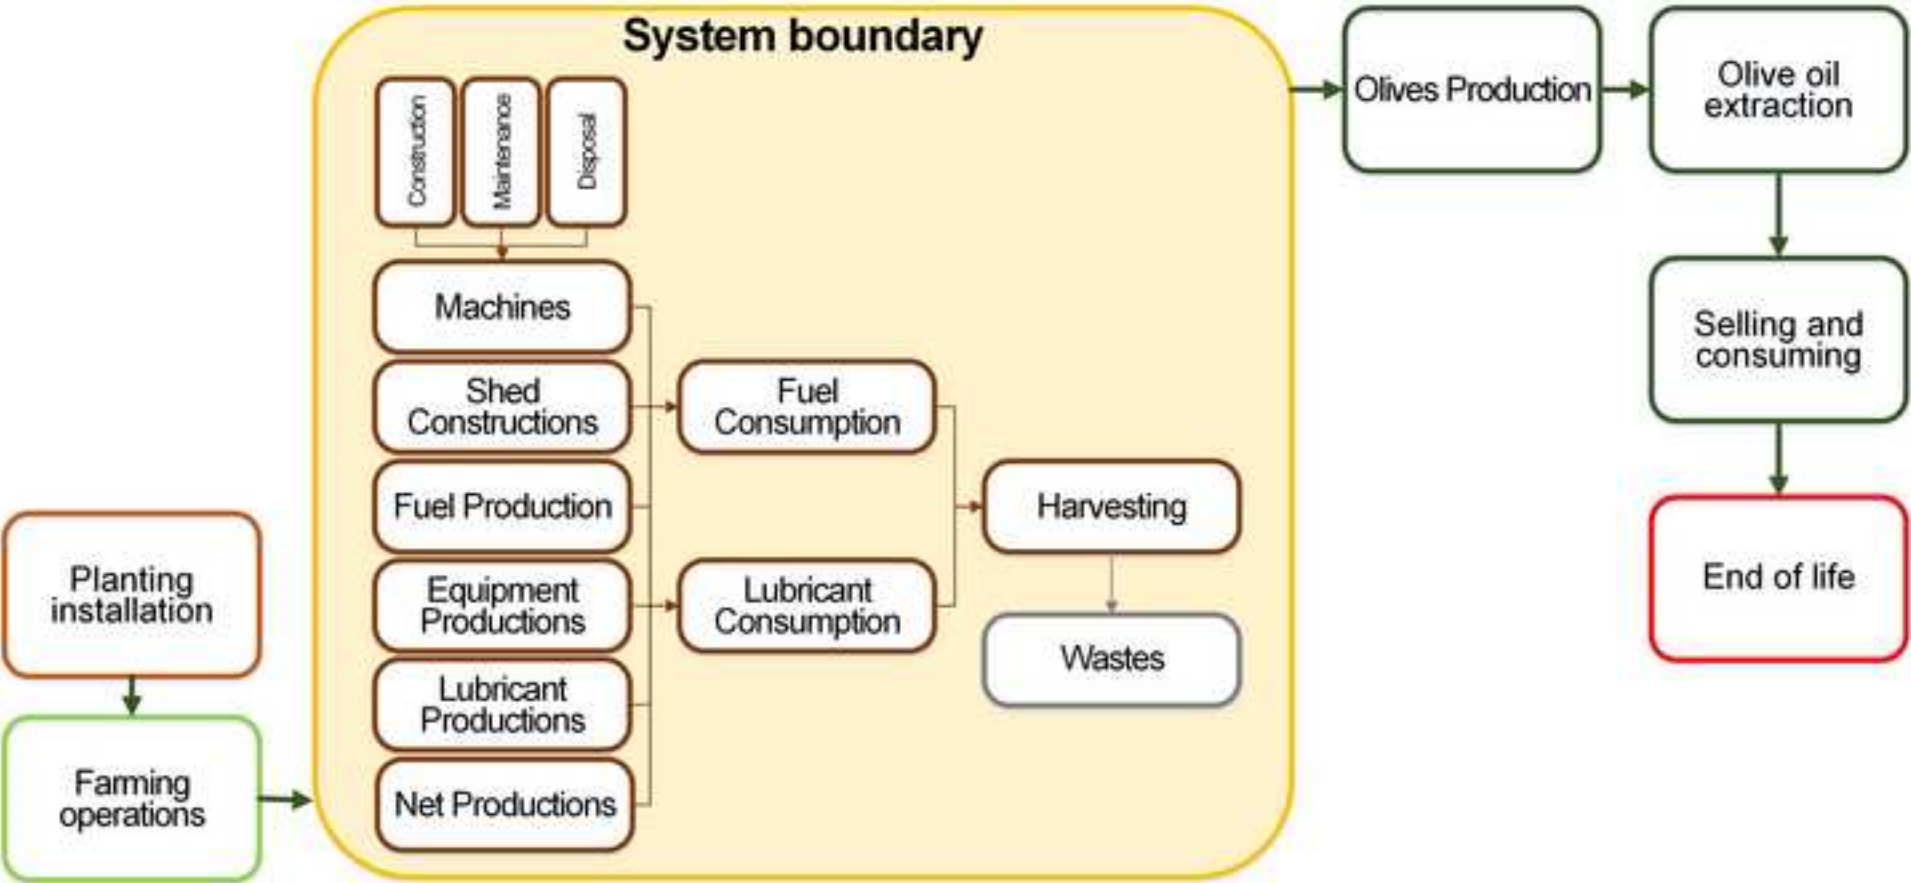 System boundary
Construction
Maintenance
Disposal
Machines
Shed
Constructions
Fuel Production
Equipment
Productions
Lubricant
Productions
Net Productions
Fuel
Consumption
Lubricant
Consumption
Harvesting
Wastes
Planting
installation
Farming
operations
Olives Production
Olive oil
extraction
Selling and
consuming
End of life